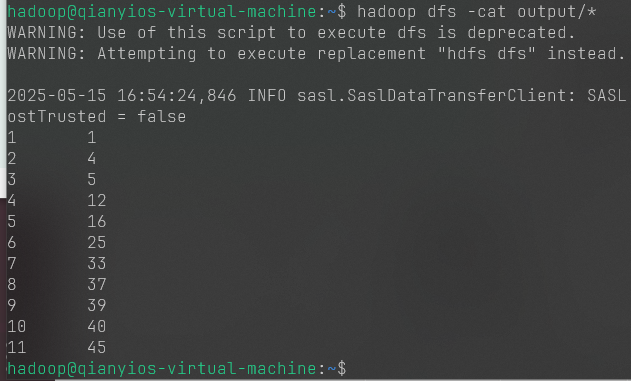 hadoop@qianyios-virtual-machine:~$ hadoop dfs -cat output/*
WARNING: Use of this script to execute dfs is deprecated.
WARNING: Attempting to execute replacement "hdfs dfs" instead.

2025-05-15 16:54:24,846 INFO sasl.SaslDataTransferClient: SASL
ostTrusted = false
1 1
2 4
3 5
4 12
5 16
6 25
7 33
8 37
9 39
10 40
11 45
hadoop@qianyios-virtual-machine:~$